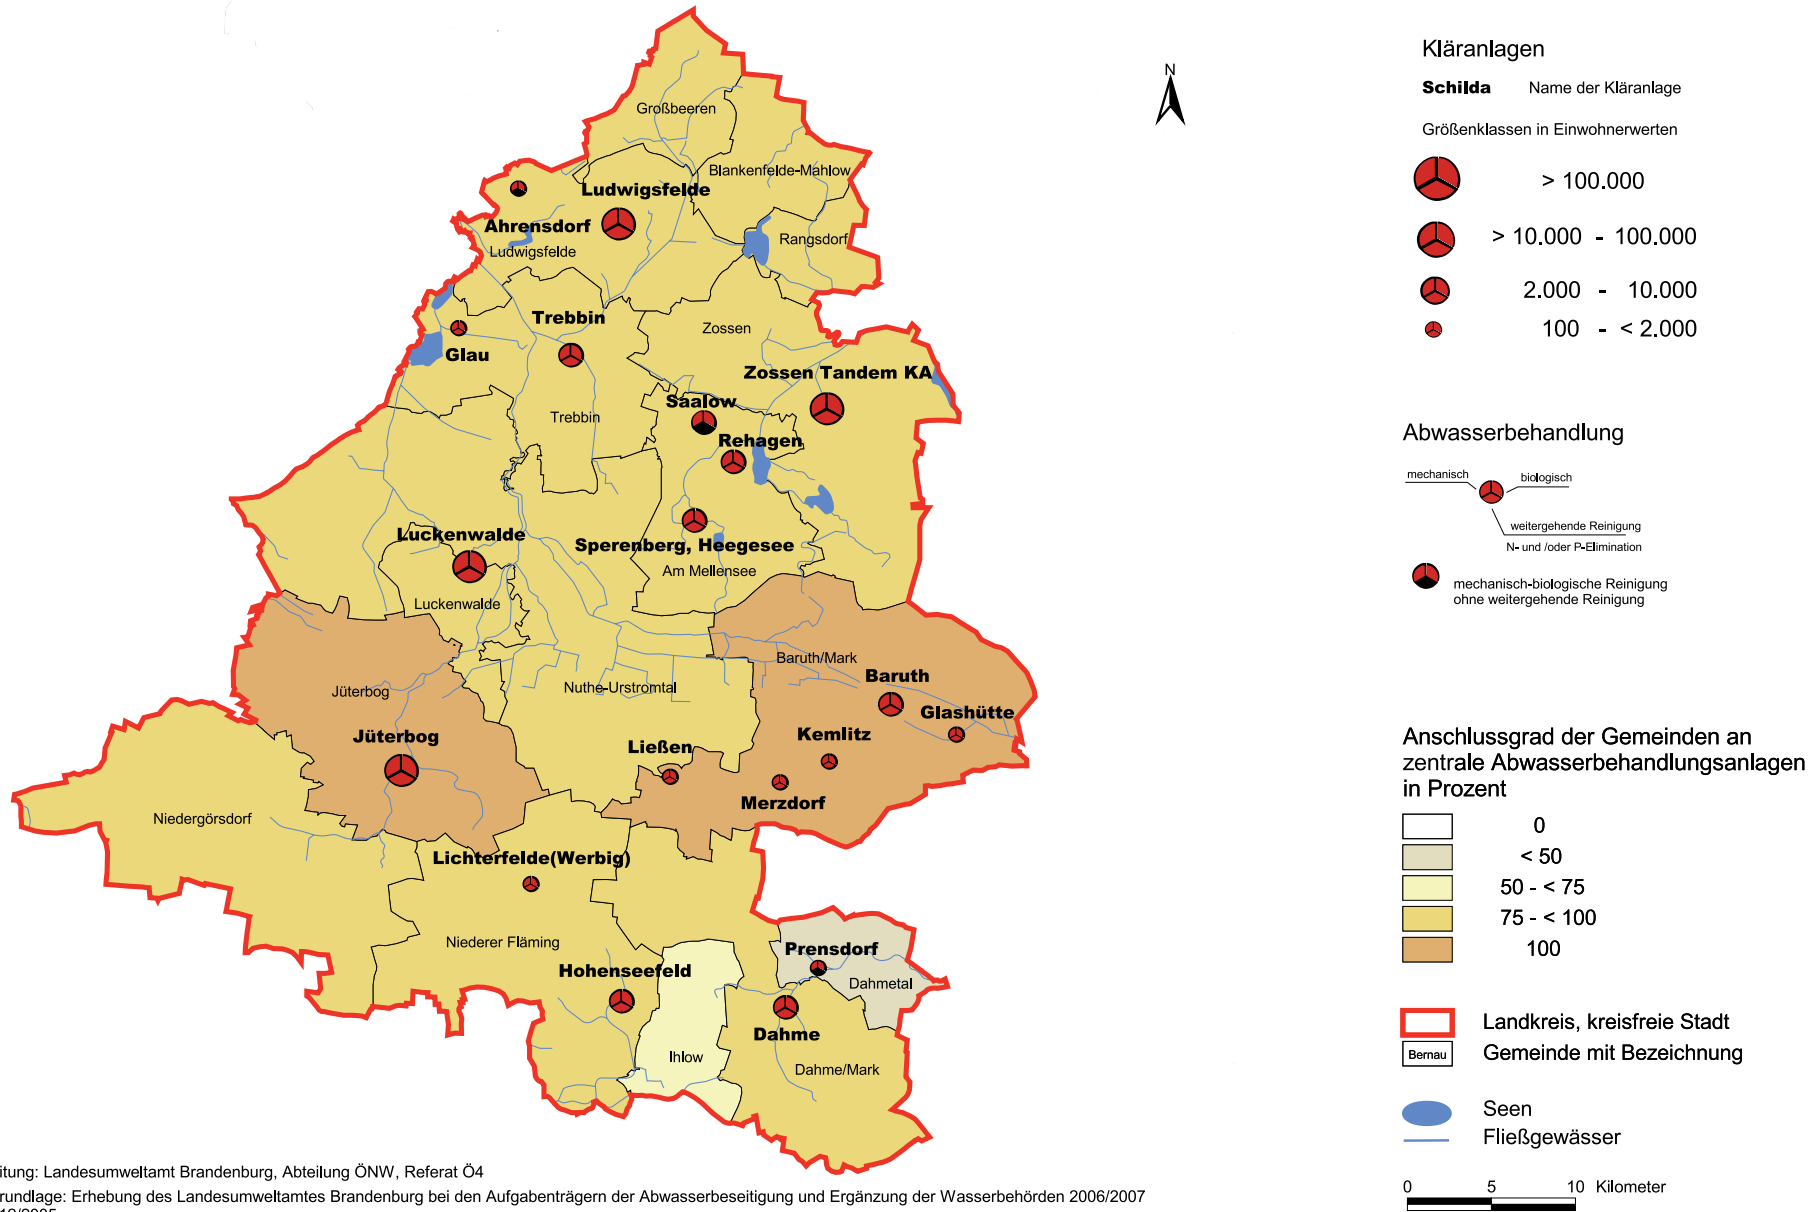 Großbeeren
Blankenfelde-Mahlow
Ludwigsfelde
Ahrensdorf
Ludwigsfelde
Rangsdorf
Trebbin
Zossen
Glau
Zossen Tandem KA
Saalow
Trebbin
Rehagen
Luckenwalde
Sperenberg, Heegesee
Am Mellensee
Luckenwalde
Baruth/Mark
Baruth
Jüterbog
Nuthe-Urstromtal
Glashütte
Jüterbog
Ließen
Kemlitz
Merzdorf
Niedergörsdorf
Lichterfelde(Werbig)
Niederer Fläming
Prensdorf
Hohenseefeld
Dahmetal
Dahme
Ihlow
Dahme/Mark
N
Kläranlagen
Schilda Name der Kläranlage
Größenklassen in Einwohnerwerten
> 100.000
> 10.000 - 100.000
2.000 - 10.000
100 - < 2.000
Abwasserbehandlung
mechanisch biologisch
weitergehende Reinigung
N- und /oder P-Elimination
mechanisch-biologische Reinigung
ohne weitergehende Reinigung
Anschlussgrad der Gemeinden an
zentrale Abwasserbehandlungsanlagen
in Prozent
0
< 50
50 - < 75
75 - < 100
100
Landkreis, kreisfreie Stadt
Bernau Gemeinde mit Bezeichnung
Seen
Fließgewässer
0 5 10 Kilometer
itung: Landesumweltamt Brandenburg, Abteilung ÖNW, Referat Ö4
rundlage: Erhebung des Landesumweltamtes Brandenburg bei den Aufgabenträgern der Abwasserbeseitigung und Ergänzung der Wasserbehörden 2006/2007